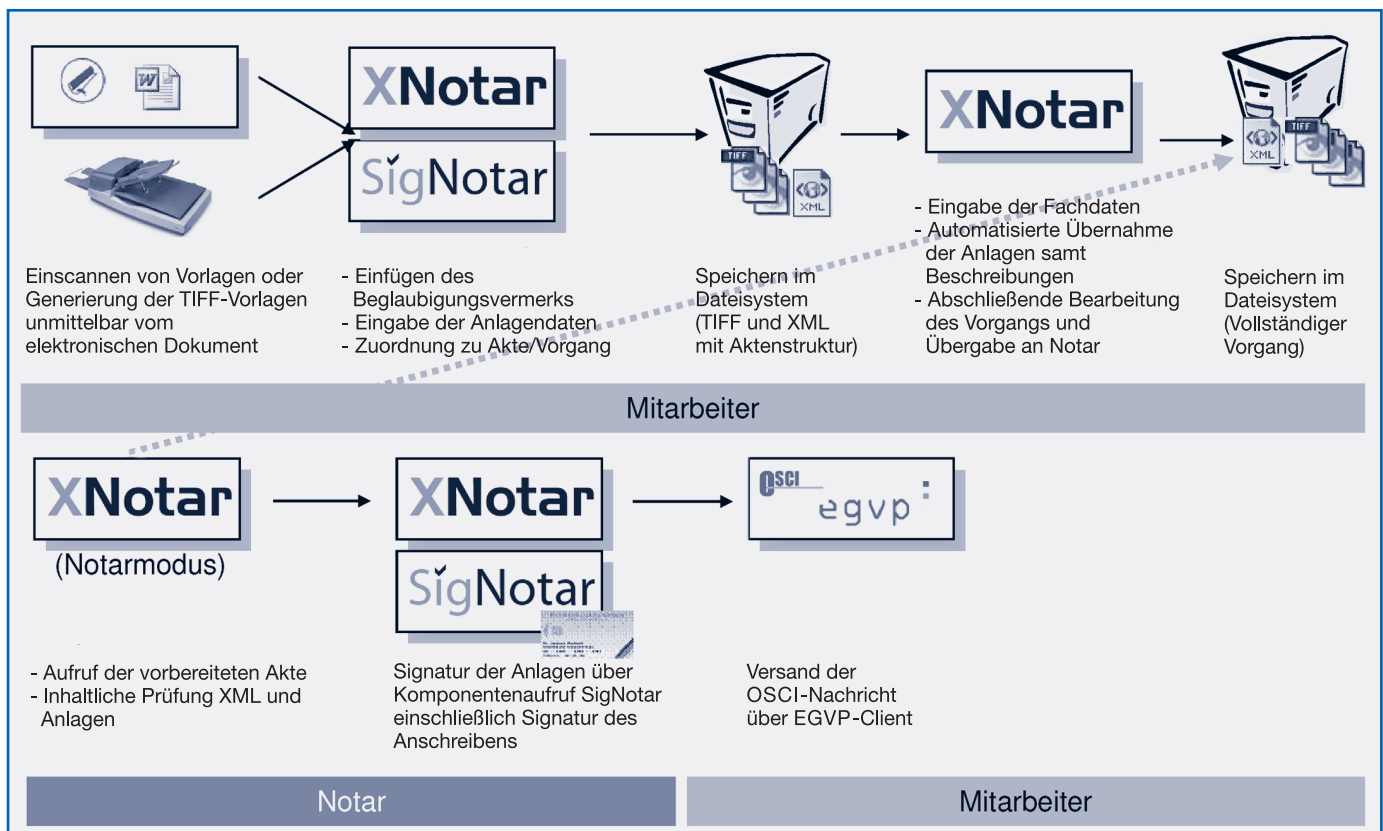 XNotar
SigNotar
TIFF
XML
XNotar
TIFF
XML
Einscannen von Vorlagen oder
Generierung der TIFF-Vorlagen
unmittelbar vom
elektronischen Dokument
- Einfügen des
Beglaubigungsvermerks
- Eingabe der Anlagendaten
- Zuordnung zu Akte/Vorgang
Speichern im
Dateisystem
(TIFF und XML
mit Aktenstruktur)
- Eingabe der Fachdaten
- Automatisierte Übernahme
der Anlagen samt
Beschreibungen
- Abschließende Bearbeitung
des Vorgangs und
Übergabe an Notar
Speichern im
Dateisystem
(Vollständiger
Vorgang)
Mitarbeiter
XNotar
(Notarmodus)
XNotar
SigNotar
OSCI
egvp
- Aufruf der vorbereiteten Akte
- Inhaltliche Prüfung XML und
Anlagen
Signatur der Anlagen über
Komponentenaufruf SigNotar
einschließlich Signatur des
Anschreibens
Versand der
OSCI-Nachricht
über EGVP-Client
Notar
Mitarbeiter